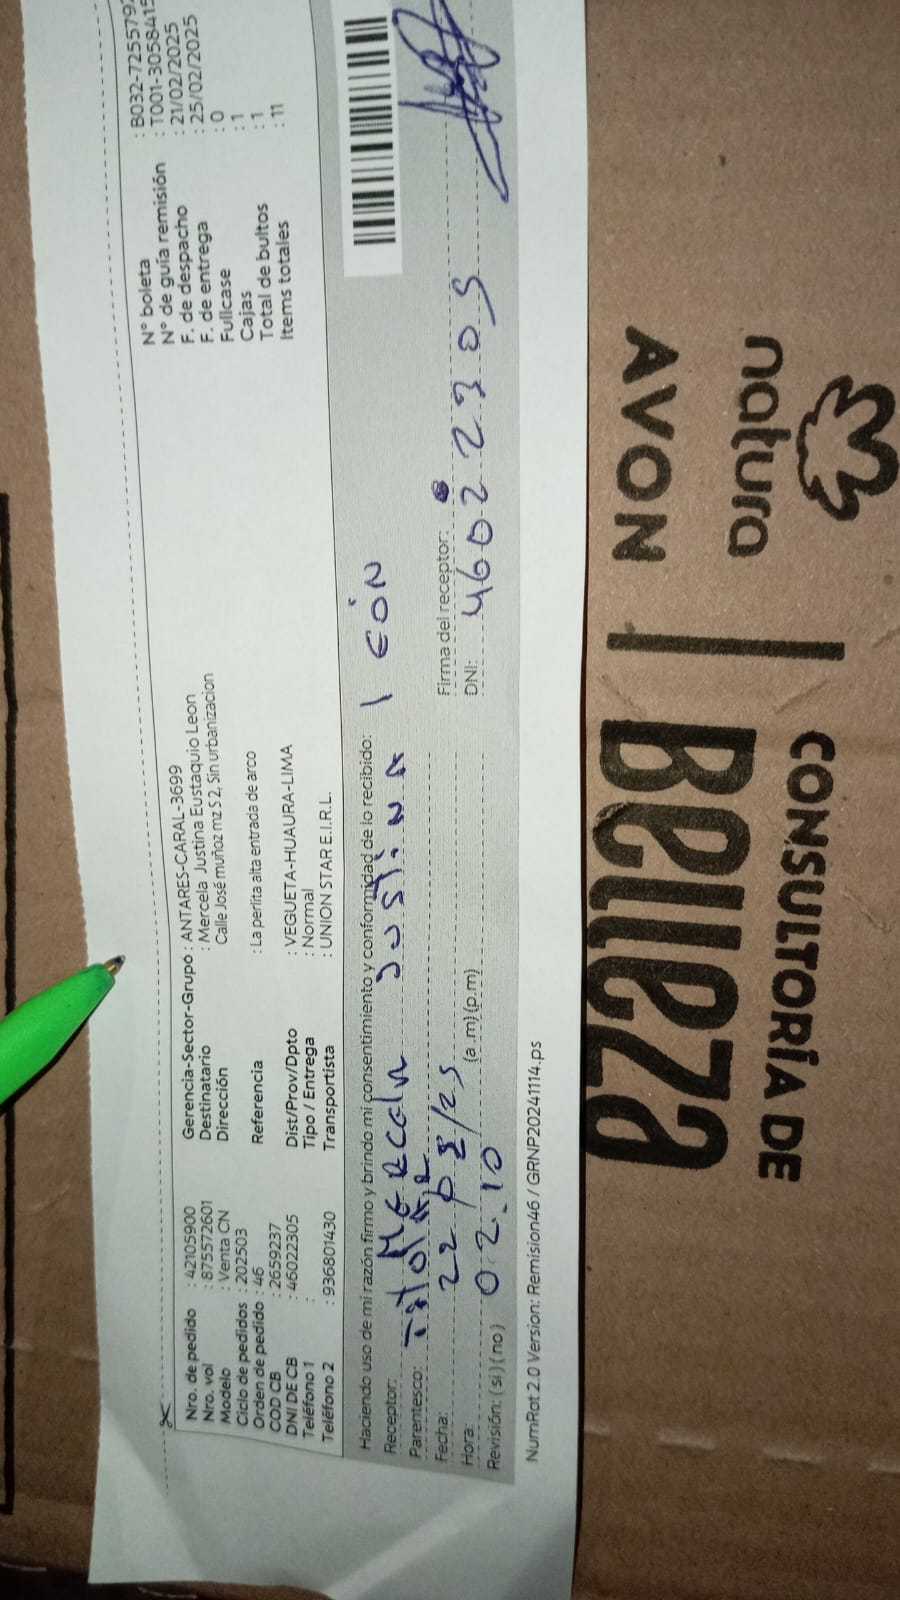 Nro. de pedido : 42105900
Nro. vol : 875572601
Modelo : Venta CN
Ciclo de pedidos : 202503
Orden de pedido : 46
COD CB : 2659237
DNI DE CB : 46022305
Teléfono 1 :
Teléfono 2 : 936801430
Gerencia-Sector-Grupo : ANTARES-CARAL-3699
Destinatario : Mercela Justina Eustaquio Leon
Dirección Calle José muñoz mz S 2, Sin urbanizacion
Referencia : La perlita alta entrada de arco
Dist/Prov/Dpto : VEGUETA-HUAURA-LIMA
Tipo / Entrega : Normal
Transportista : UNION STAR E.I.R.L.
N° boleta : B032-7255792
N° de guía remisión : T001-3058415
F. de despacho : 21/02/2025
F. de entrega : 25/02/2025
Fullcase : 0
Cajas : 1
Total de bultos : 1
Items totales : 11
Haciendo uso de mi razón firmo y brindo mi consentimiento y conformidad de lo recibido:
Receptor: JUSTINA LEÓN
Parentesco: TITULAR
Fecha: 22/02/25
Hora: 02.10 (a.m) (p.m)
Revisión: ( si ) ( no )
Firma del receptor:
DNI: 46022305
NumRot 2.0 Version: Remision46 / GRNP20241114.ps
Belleza | AVON
CONSULTORÍA DE natura